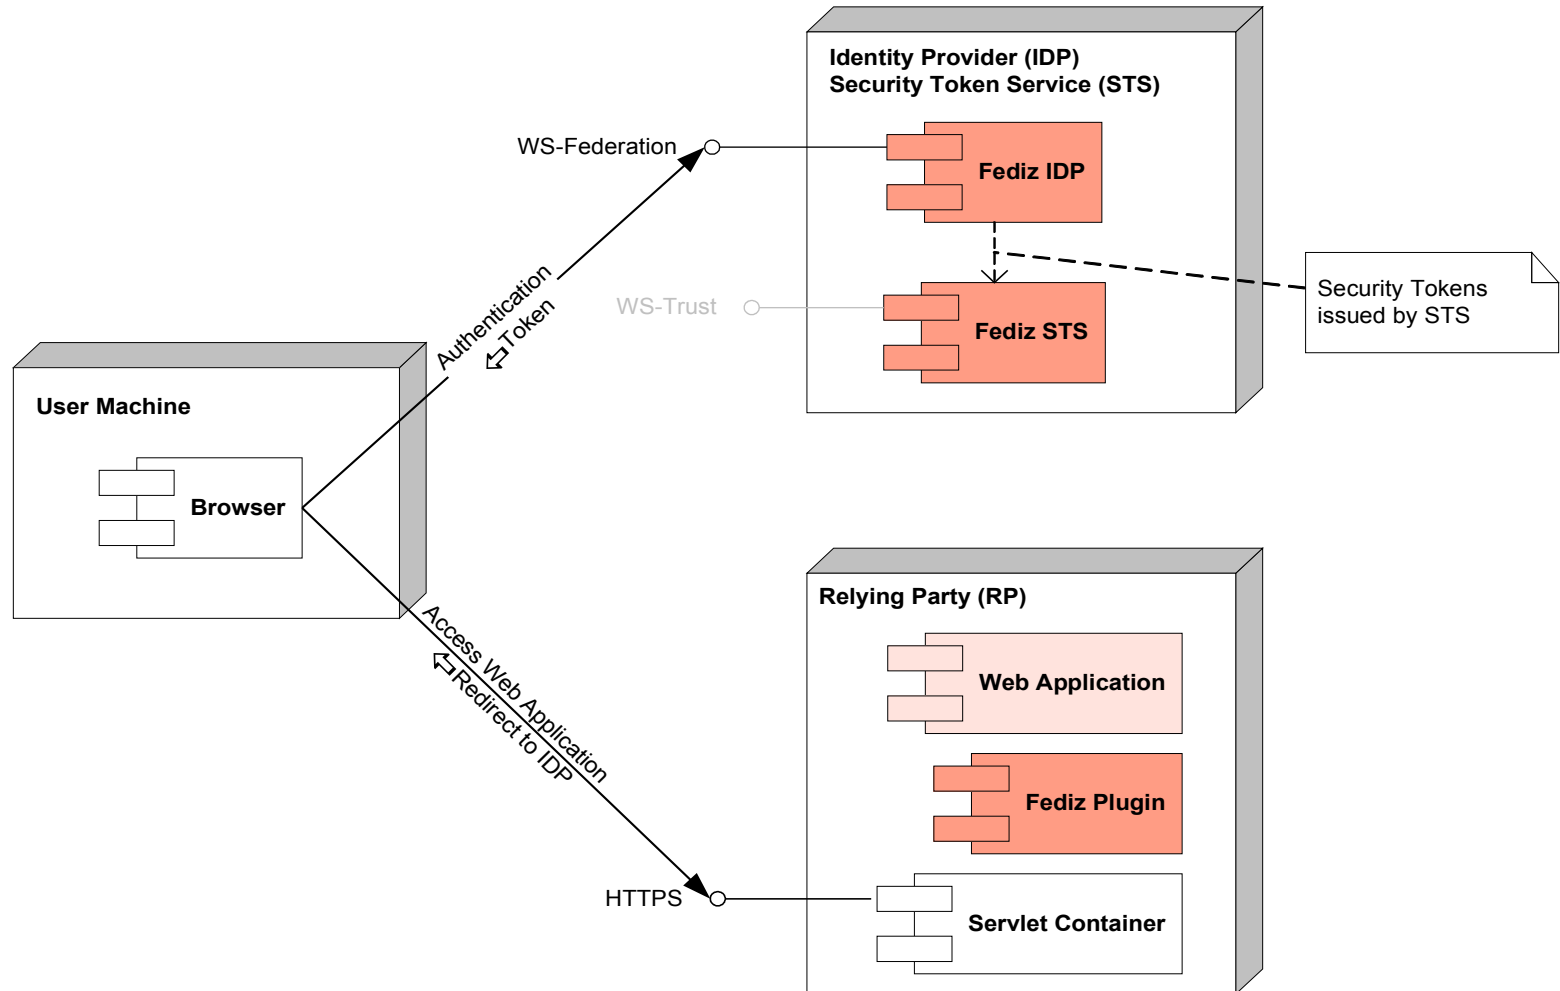 Identity Provider (IDP)
Security Token Service (STS)
WS-Federation
Fediz IDP
Authentication
Token
WS-Trust
Fediz STS
Security Tokens
issued by STS
User Machine
Browser
Access Web Application
Redirect to IDP
Relying Party (RP)
Web Application
Fediz Plugin
HTTPS
Servlet Container